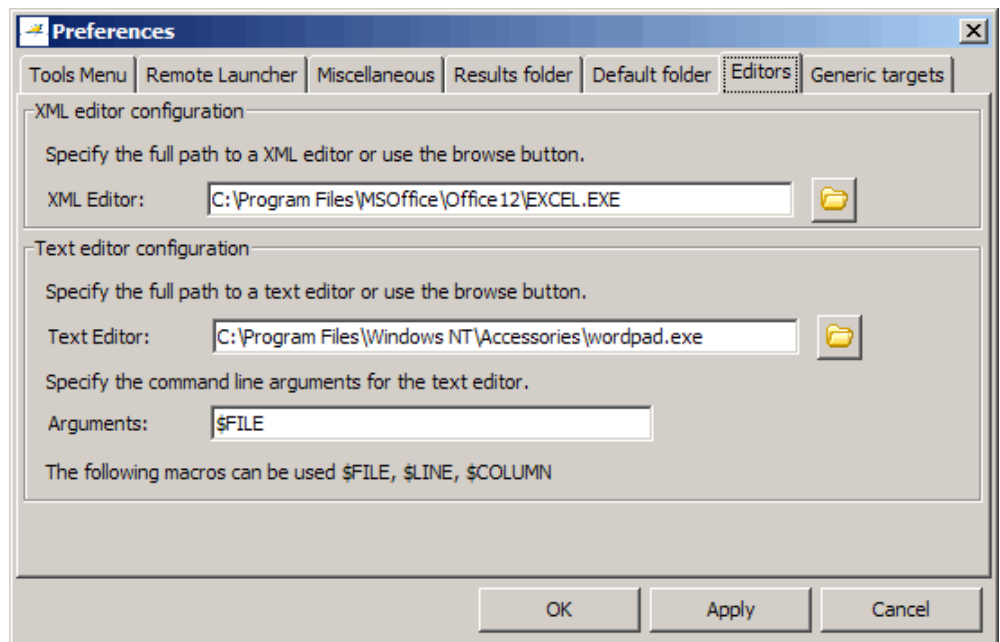 Preferences
Tools Menu Remote Launcher Miscellaneous Results folder Default folder Editors Generic targets
XML editor configuration
Specify the full path to a XML editor or use the browse button.
XML Editor: C:\Program Files\MSOffice\Office12\EXCEL.EXE
Text editor configuration
Specify the full path to a text editor or use the browse button.
Text Editor: C:\Program Files\Windows NT\Accessories\wordpad.exe
Specify the command line arguments for the text editor.
Arguments: $FILE
The following macros can be used $FILE, $LINE, $COLUMN
OK Apply Cancel